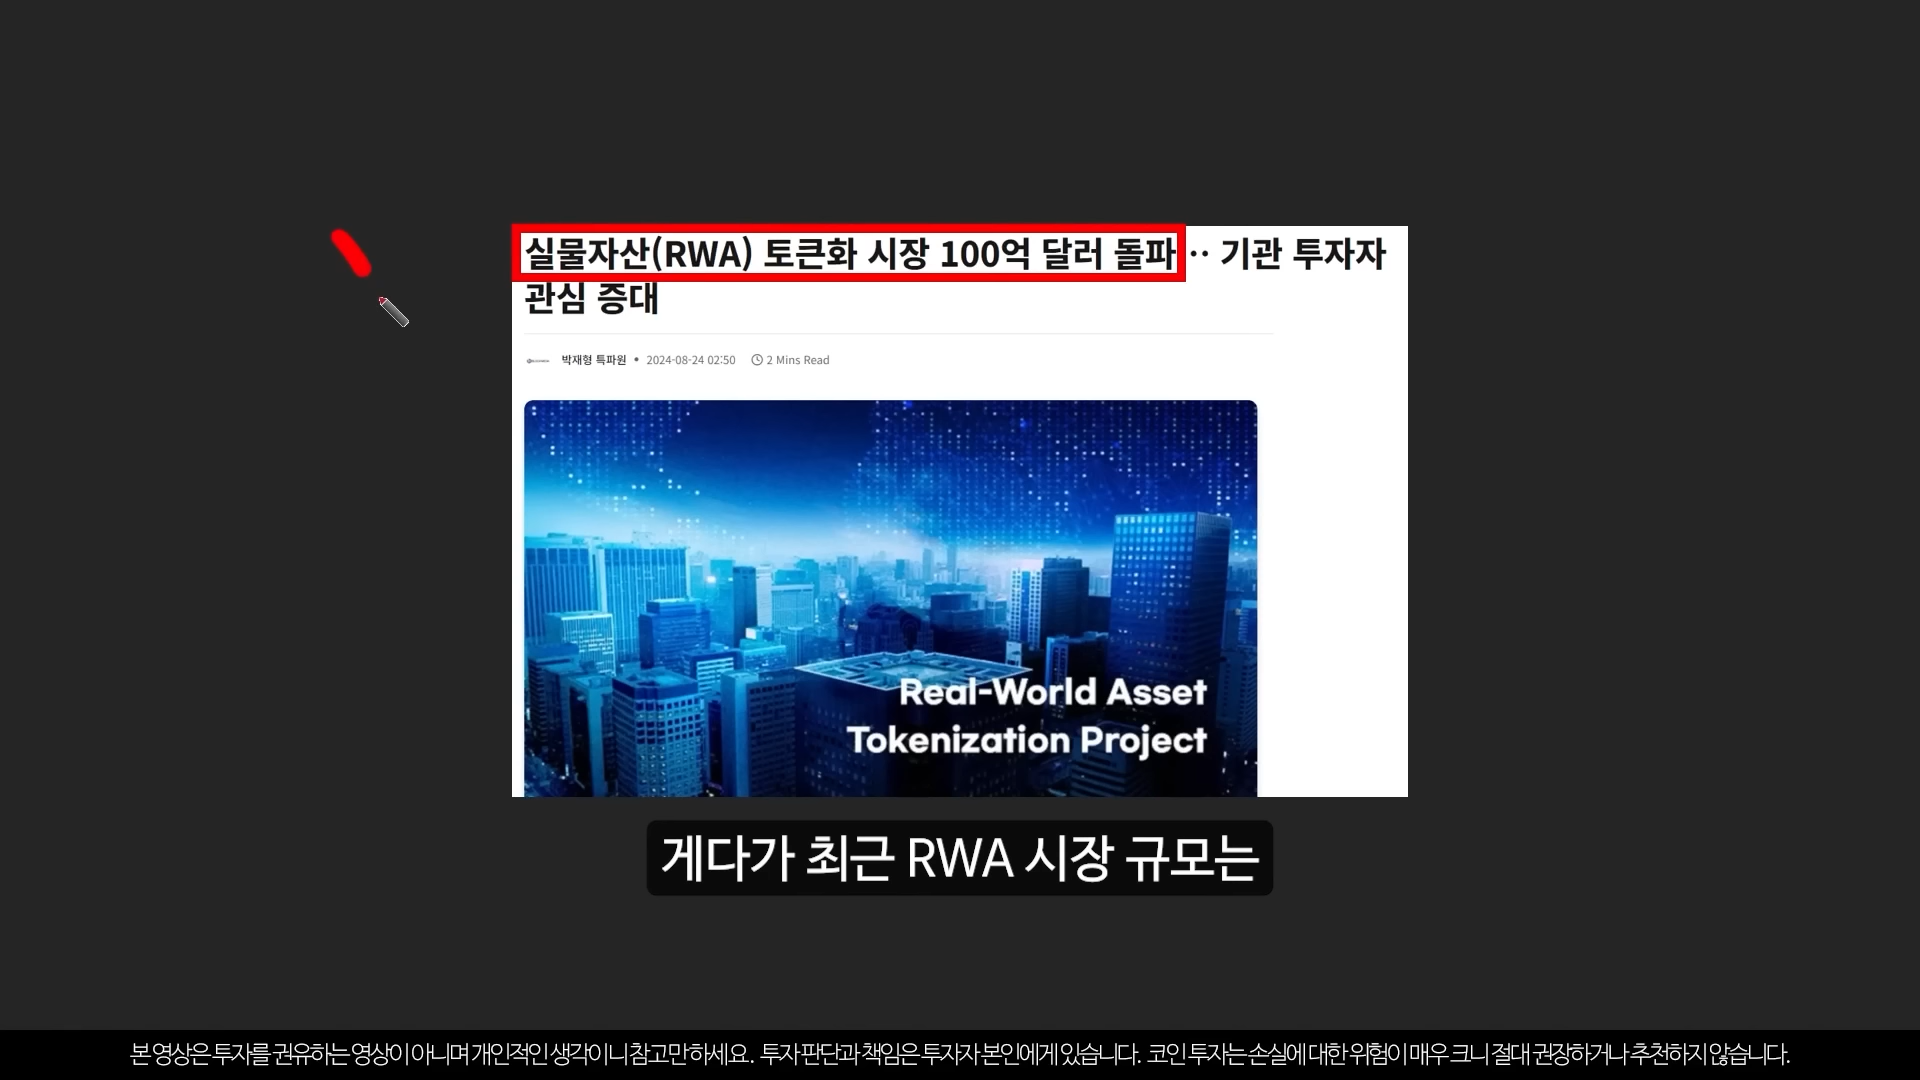 실물자산(RWA) 토큰화 시장 100억 달러 돌파 ·· 기관 투자자
관심 증대
박재형 특파원 • 2024-08-24 02:50 2 Mins Read
Real-World Asset
Tokenization Project
게다가 최근 RWA 시장 규모는
본 영상은 투자를 권유하는 영상이 아니며 개인적인 생각이니 참고만 하세요. 투자 판단과 책임은 투자자 본인에게 있습니다. 코인 투자는 손실에 대한 위험이 매우 크니 절대 권장하거나 추천하지 않습니다.